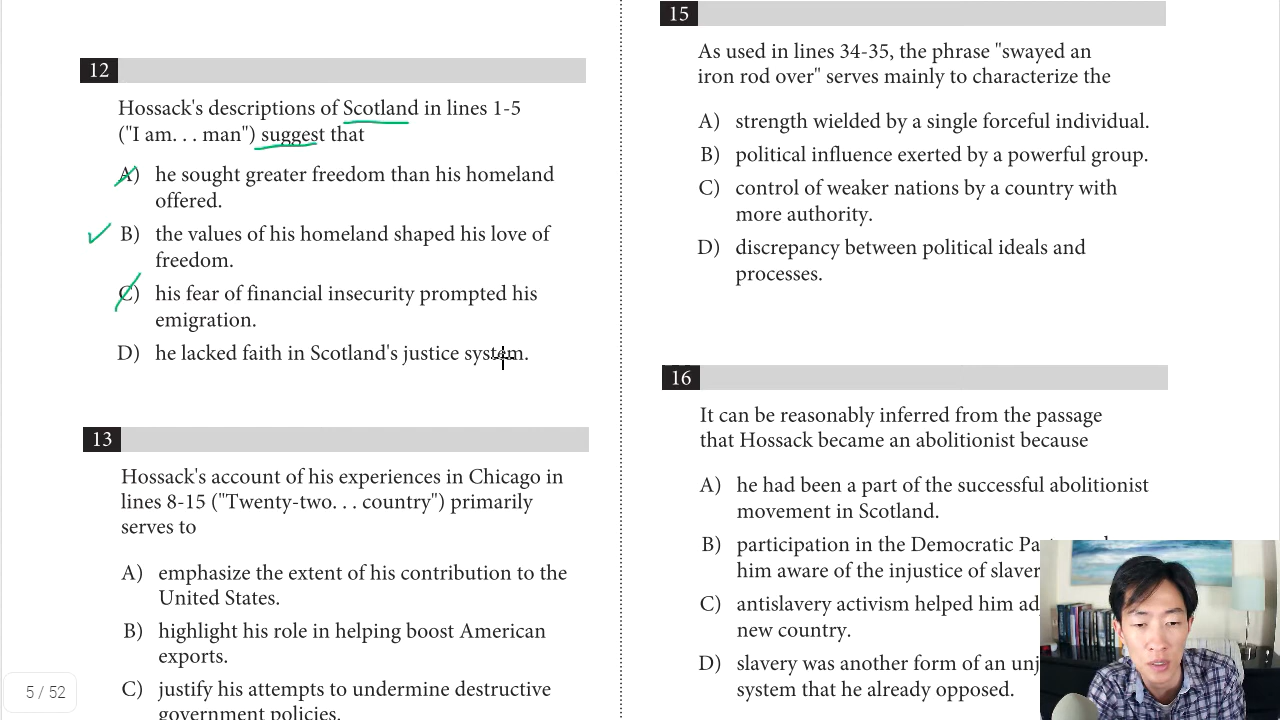 12
Hossack's descriptions of Scotland in lines 1-5
("I am. . . man") suggest that
A) he sought greater freedom than his homeland
offered.
B) the values of his homeland shaped his love of
freedom.
C) his fear of financial insecurity prompted his
emigration.
D) he lacked faith in Scotland's justice system.
13
Hossack's account of his experiences in Chicago in
lines 8-15 ("Twenty-two. . . country") primarily
serves to
A) emphasize the extent of his contribution to the
United States.
B) highlight his role in helping boost American
exports.
C) justify his attempts to undermine destructive
government policies.
5 / 52
15
As used in lines 34-35, the phrase "swayed an
iron rod over" serves mainly to characterize the
A) strength wielded by a single forceful individual.
B) political influence exerted by a powerful group.
C) control of weaker nations by a country with
more authority.
D) discrepancy between political ideals and
processes.
16
It can be reasonably inferred from the passage
that Hossack became an abolitionist because
A) he had been a part of the successful abolitionist
movement in Scotland.
B) participation in the Democratic
him aware of the injustice of
C) antislavery activism helped him
new country.
D) slavery was another form of an
system that he already opposed.